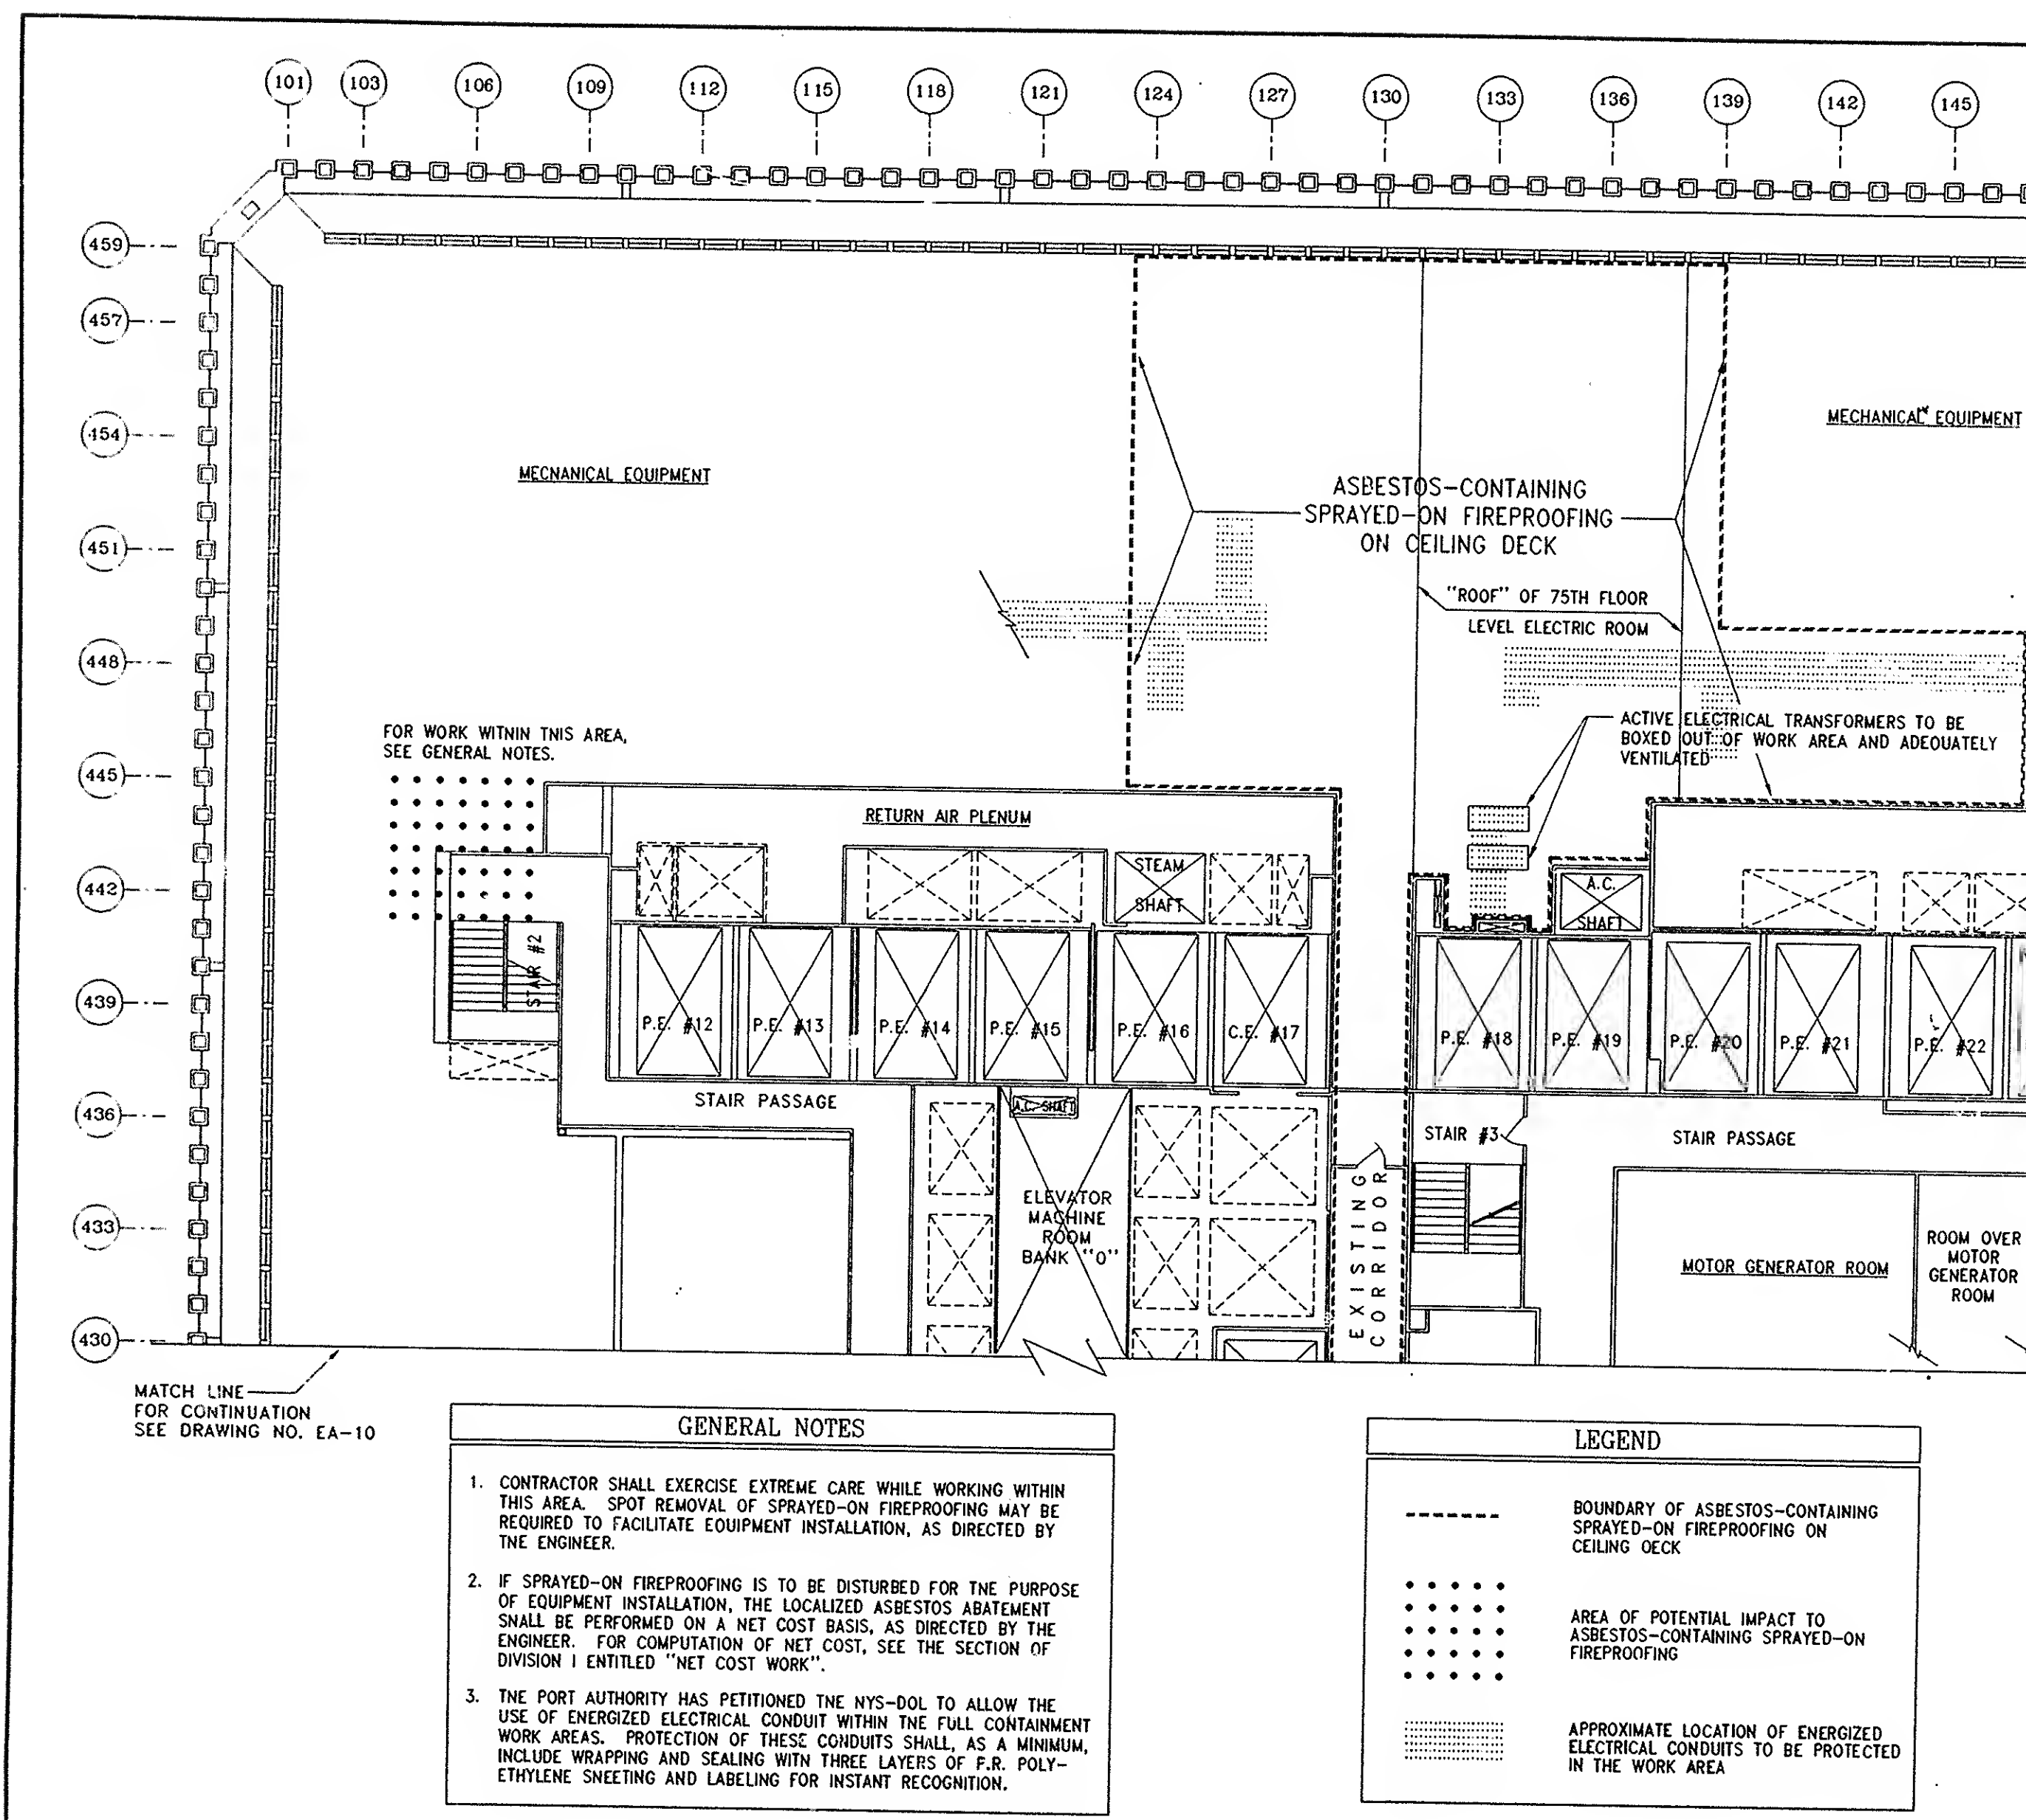 101 103 106 109 112 115 118 121 124 127 130 133 136 139 142 145
459
457
454
451
448
445
442
439
436
433
430
MECNANICAL EQUIPMENT
MECHANICAL EQUIPMENT
ASBESTOS-CONTAINING
SPRAYED-ON FIREPROOFING
ON CEILING DECK
"ROOF" OF 75TH FLOOR
LEVEL ELECTRIC ROOM
ACTIVE ELECTRICAL TRANSFORMERS TO BE
BOXED OUT OF WORK AREA AND ADEOUATELY
VENTILATED
FOR WORK WITNIN TNIS AREA,
SEE GENERAL NOTES.
RETURN AIR PLENUM
STEAM
SHAFT
A.C.
SHAFT
STAIR #2
P.E. #12
P.E. #13
P.E. #14
P.E. #15
P.E. #16
C.E. #17
P.E. #18
P.E. #19
P.E. #20
P.E. #21
P.E. #22
STAIR PASSAGE
A.C. SHAFT
STAIR #3
STAIR PASSAGE
ELEVATOR
MACHINE
ROOM
BANK "O"
EXISTING
CORRIDOR
MOTOR GENERATOR ROOM
ROOM OVER
MOTOR
GENERATOR
ROOM
MATCH LINE
FOR CONTINUATION
SEE DRAWING NO. EA-10
GENERAL NOTES
1. CONTRACTOR SHALL EXERCISE EXTREME CARE WHILE WORKING WITHIN
THIS AREA. SPOT REMOVAL OF SPRAYED-ON FIREPROOFING MAY BE
REQUIRED TO FACILITATE EOUIPMENT INSTALLATION, AS DIRECTED BY
TNE ENGINEER.
2. IF SPRAYED-ON FIREPROOFING IS TO BE DISTURBED FOR TNE PURPOSE
OF EQUIPMENT INSTALLATION, THE LOCALIZED ASBESTOS ABATEMENT
SNALL BE PERFORMED ON A NET COST BASIS, AS DIRECTED BY THE
ENGINEER. FOR COMPUTATION OF NET COST, SEE THE SECTION OF
DIVISION I ENTITLED "NET COST WORK".
3. TNE PORT AUTHORITY HAS PETITIONED TNE NYS-DOL TO ALLOW THE
USE OF ENERGIZED ELECTRICAL CONDUIT WITHIN TNE FULL CONTAINMENT
WORK AREAS. PROTECTION OF THESE CONDUITS SHALL, AS A MINIMUM,
INCLUDE WRAPPING AND SEALING WITH THREE LAYERS OF F.R. POLY-
ETHYLENE SNEETING AND LABELING FOR INSTANT RECOGNITION.
LEGEND
BOUNDARY OF ASBESTOS-CONTAINING
SPRAYED-ON FIREPROOFING ON
CEILING OECK
AREA OF POTENTIAL IMPACT TO
ASBESTOS-CONTAINING SPRAYED-ON
FIREPROOFING
APPROXIMATE LOCATION OF ENERGIZED
ELECTRICAL CONDUITS TO BE PROTECTED
IN THE WORK AREA